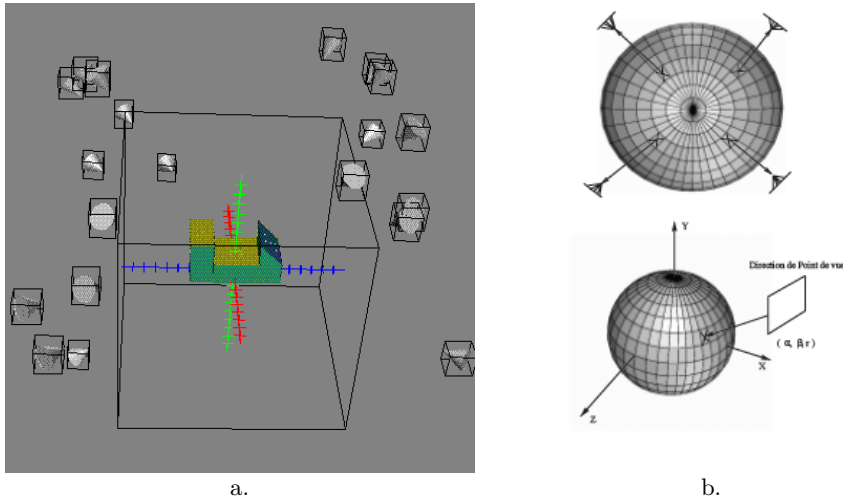 Y
Direction de Point de vue
( α, β, r )
X
Z
a.
b.